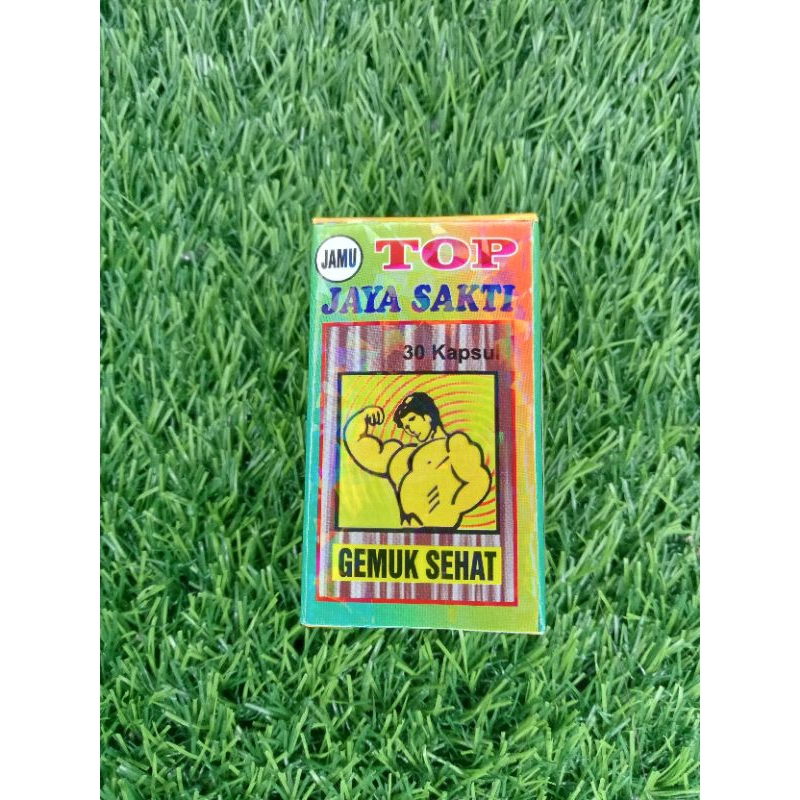 JAMU TOP
JAYA SAKTI
30 Kapsul
GEMUK SEHAT